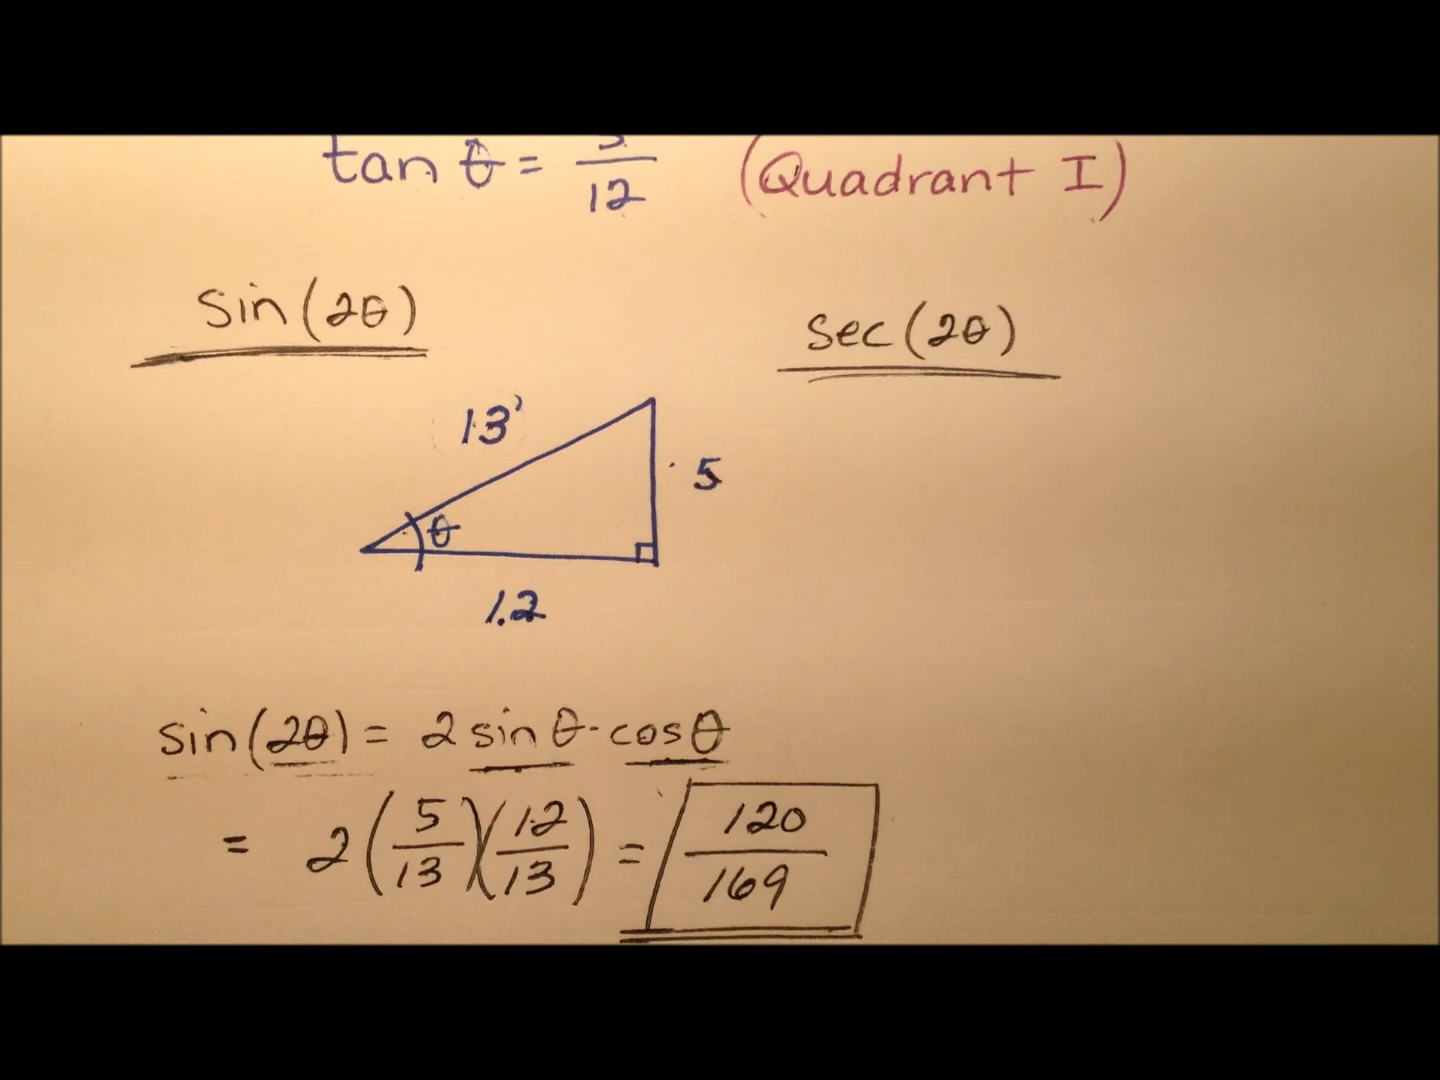 tan θ = 5/12 (Quadrant I)
sin(2θ)
sec(2θ)
13
5
θ
12
sin(2θ) = 2 sin θ · cos θ
= 2(5/13)(12/13) = 120/169